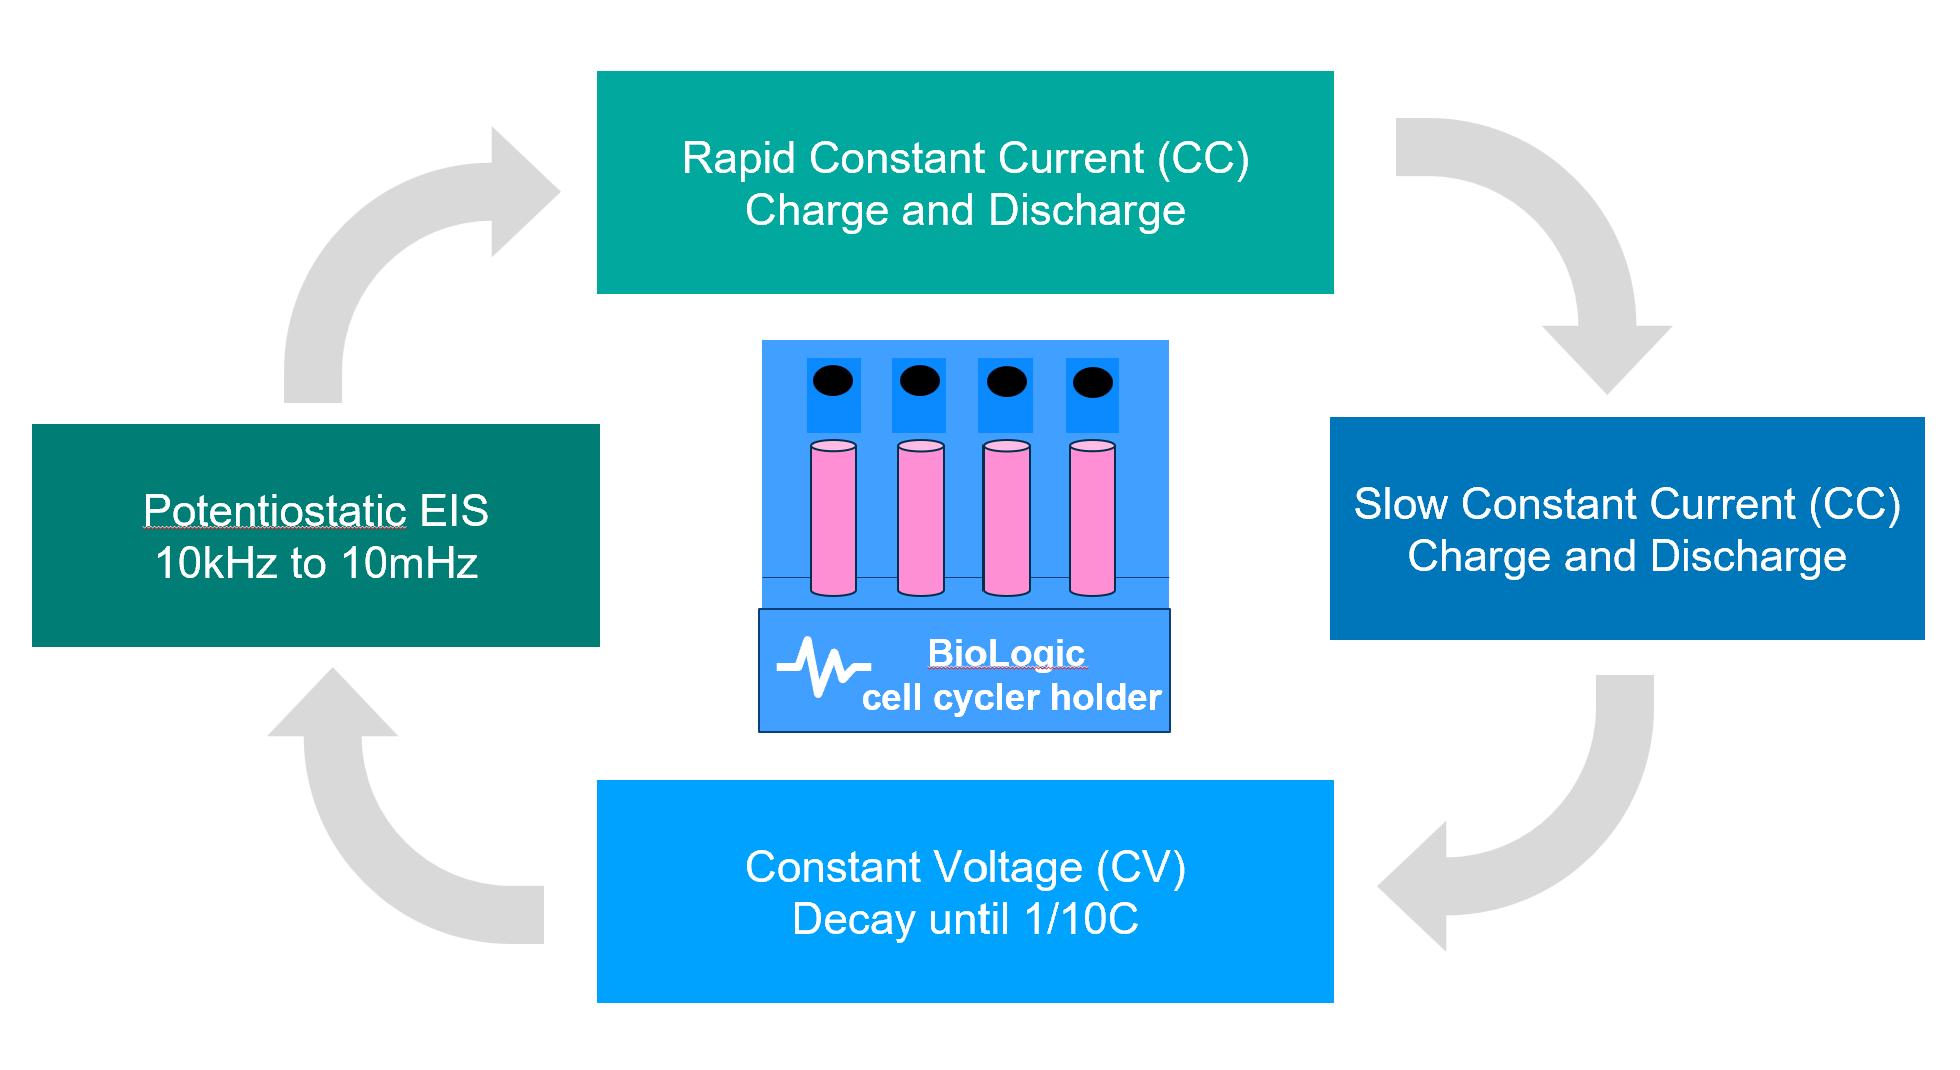 Rapid Constant Current (CC)
Charge and Discharge
Potentiostatic EIS
10kHz to 10mHz
Slow Constant Current (CC)
Charge and Discharge
BioLogic
cell cycler holder
Constant Voltage (CV)
Decay until 1/10C